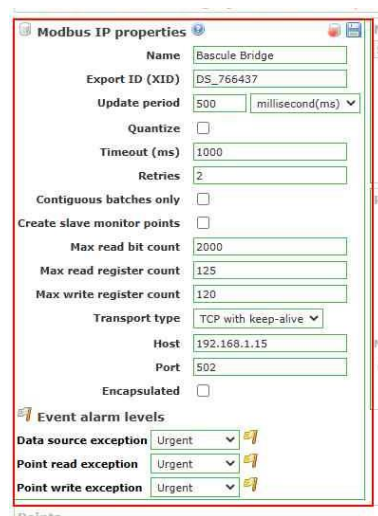 Modbus IP properties
Name Bascule Bridge
Export ID (XID) DS_766437
Update period 500 millisecond(ms)
Quantize
Timeout (ms) 1000
Retries 2
Contiguous batches only
Create slave monitor points
Max read bit count 2000
Max read register count 125
Max write register count 120
Transport type TCP with keep-alive
Host 192.168.1.15
Port 502
Encapsulated
Event alarm levels
Data source exception Urgent
Point read exception Urgent
Point write exception Urgent
Points